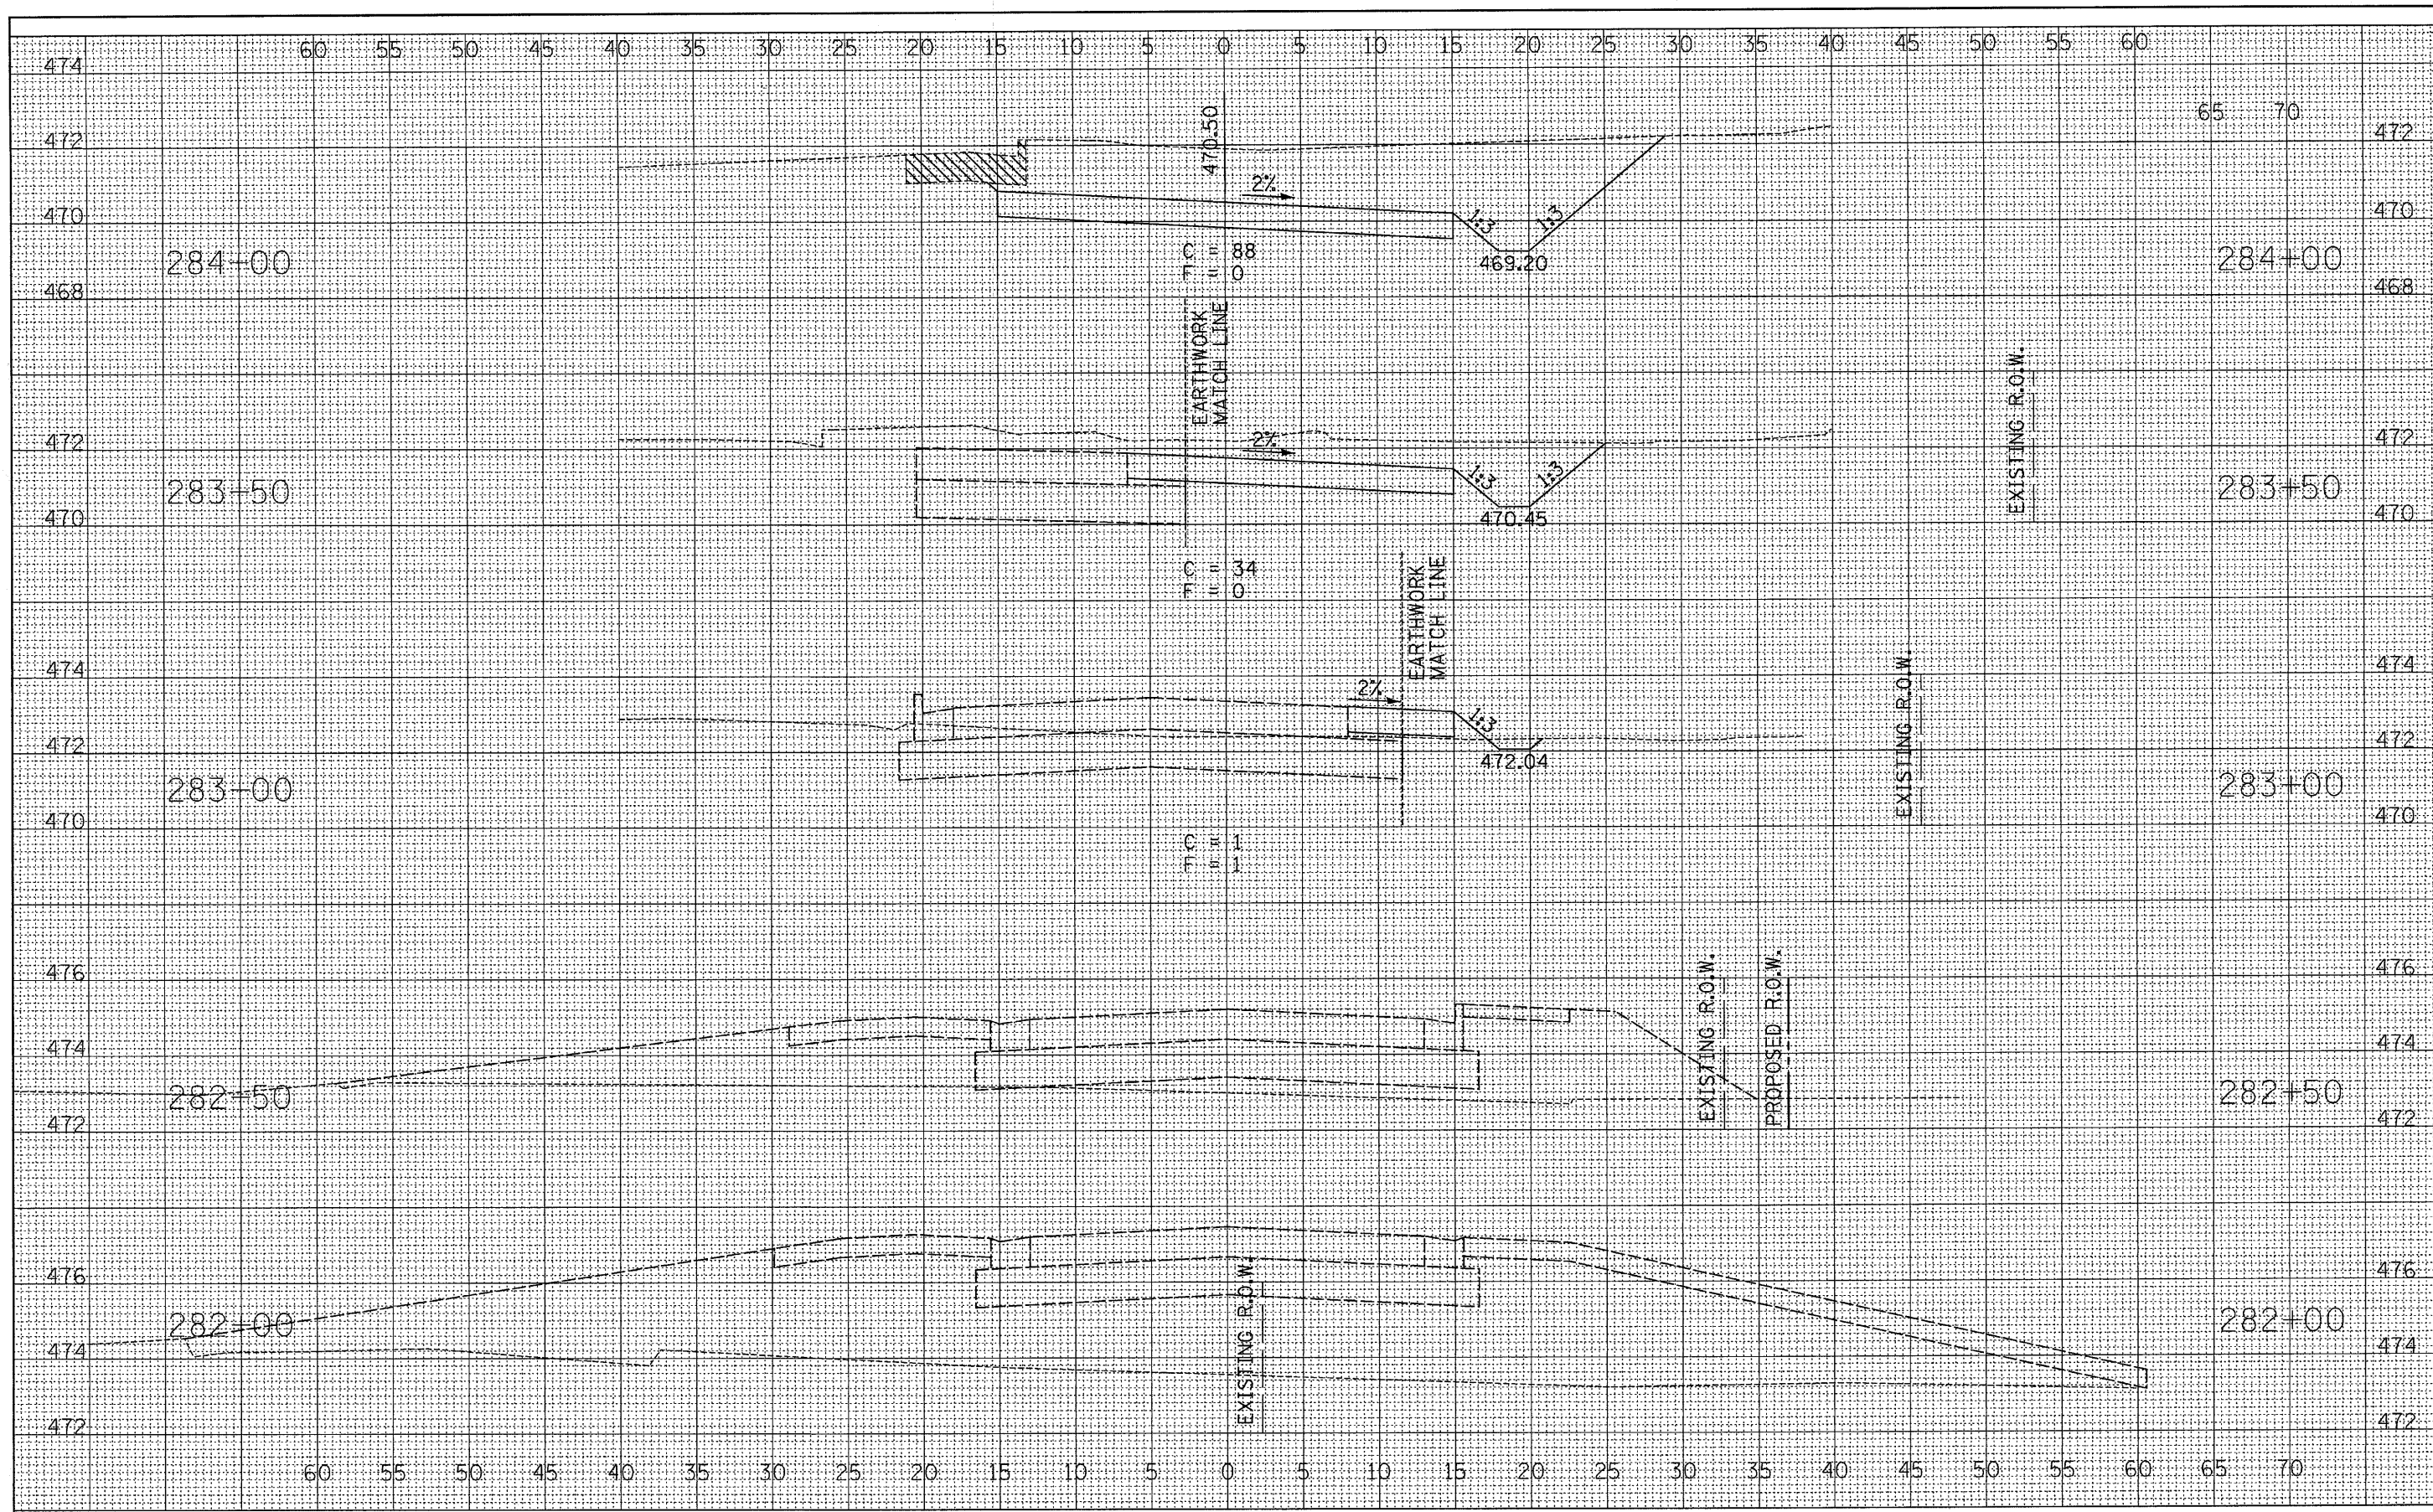 60 55 50 45 40 35 30 25 20 15 10 5 0 5 10 15 20 25 30 35 40 45 50 55 60
474
65 70
470.50
472 472
2%
470 1:3 1:3 470
284+00 C = 88 469.20 284+00
F = 0
468 468
EARTHWORK
MATCH LINE
EXISTING R.O.W.
472 2% 472
1:3 1:3
283+50 283+50
470 470.45 470
C = 34
F = 0
EARTHWORK
MATCH LINE
EXISTING R.O.W.
474 474
2%
1:3
472 472.04 472
283+00 283+00
470 470
C = 1
F = 1
476 476
EXISTING R.O.W.
PROPOSED R.O.W.
474 474
282+50 282+50
472 472
476 476
EXISTING R.O.W.
282+00 282+00
474 474
472 472
60 55 50 45 40 35 30 25 20 15 10 5 0 5 10 15 20 25 30 35 40 45 50 55 60 65 70